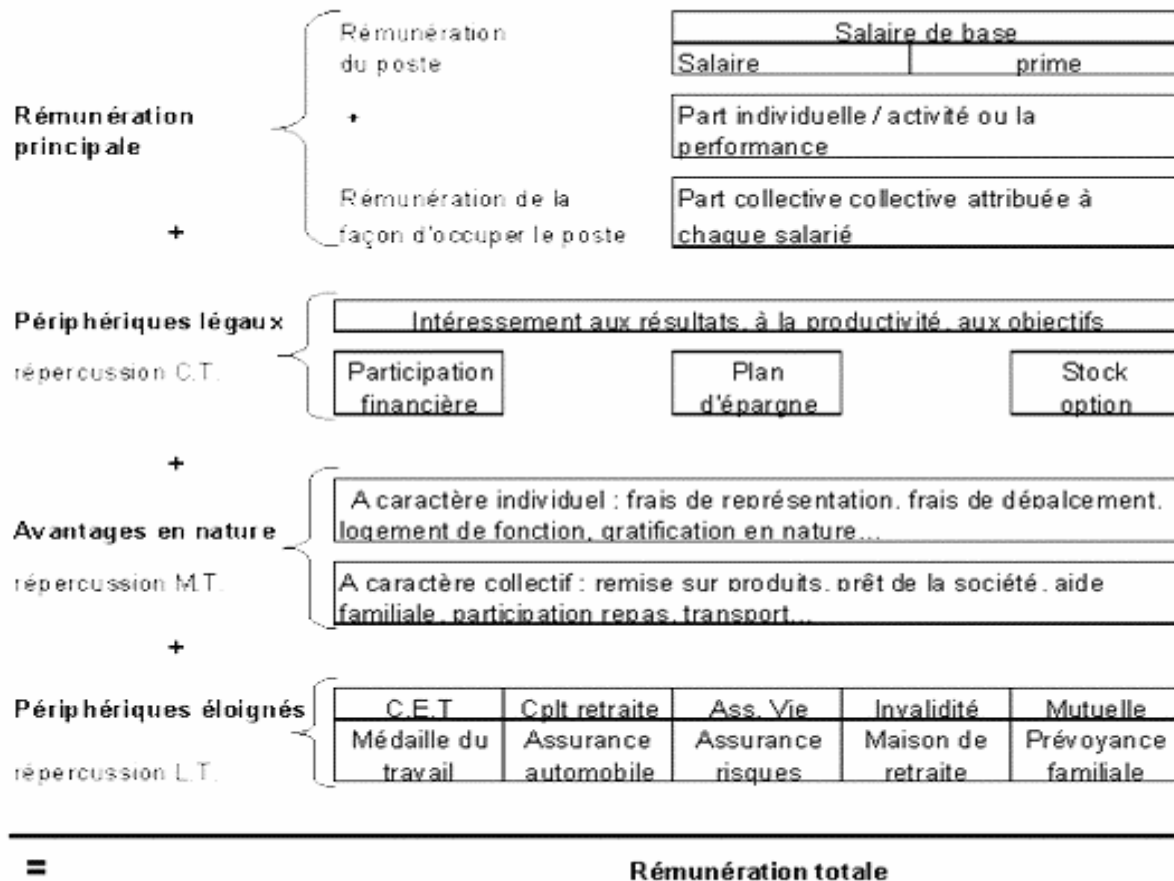 Rémunération
du poste
Salaire de base
Salaire prime
Rémunération
principale
+
Part individuelle / activité ou la
performance
+
Rémunération de la
façon d'occuper le poste
Part collective collective attribuée à
chaque salarié
Périphériques légaux
répercussion C.T.
Intéressement aux résultats, à la productivité, aux objectifs
Participation
financière
Plan
d'épargne
Stock
option
+
Avantages en nature
répercussion M.T.
A caractère individuel : frais de représentation, frais de dépalcement,
logement de fonction, gratification en nature...
A caractère collectif : remise sur produits, prêt de la société, aide
familiale, participation repas, transport...
+
Périphériques éloignés
répercussion L.T.
C.E.T Cplt retraite Ass. Vie Invalidité Mutuelle
Médaille du
travail
Assurance
automobile
Assurance
risques
Maison de
retraite
Prévoyance
familiale
= Rémunération totale